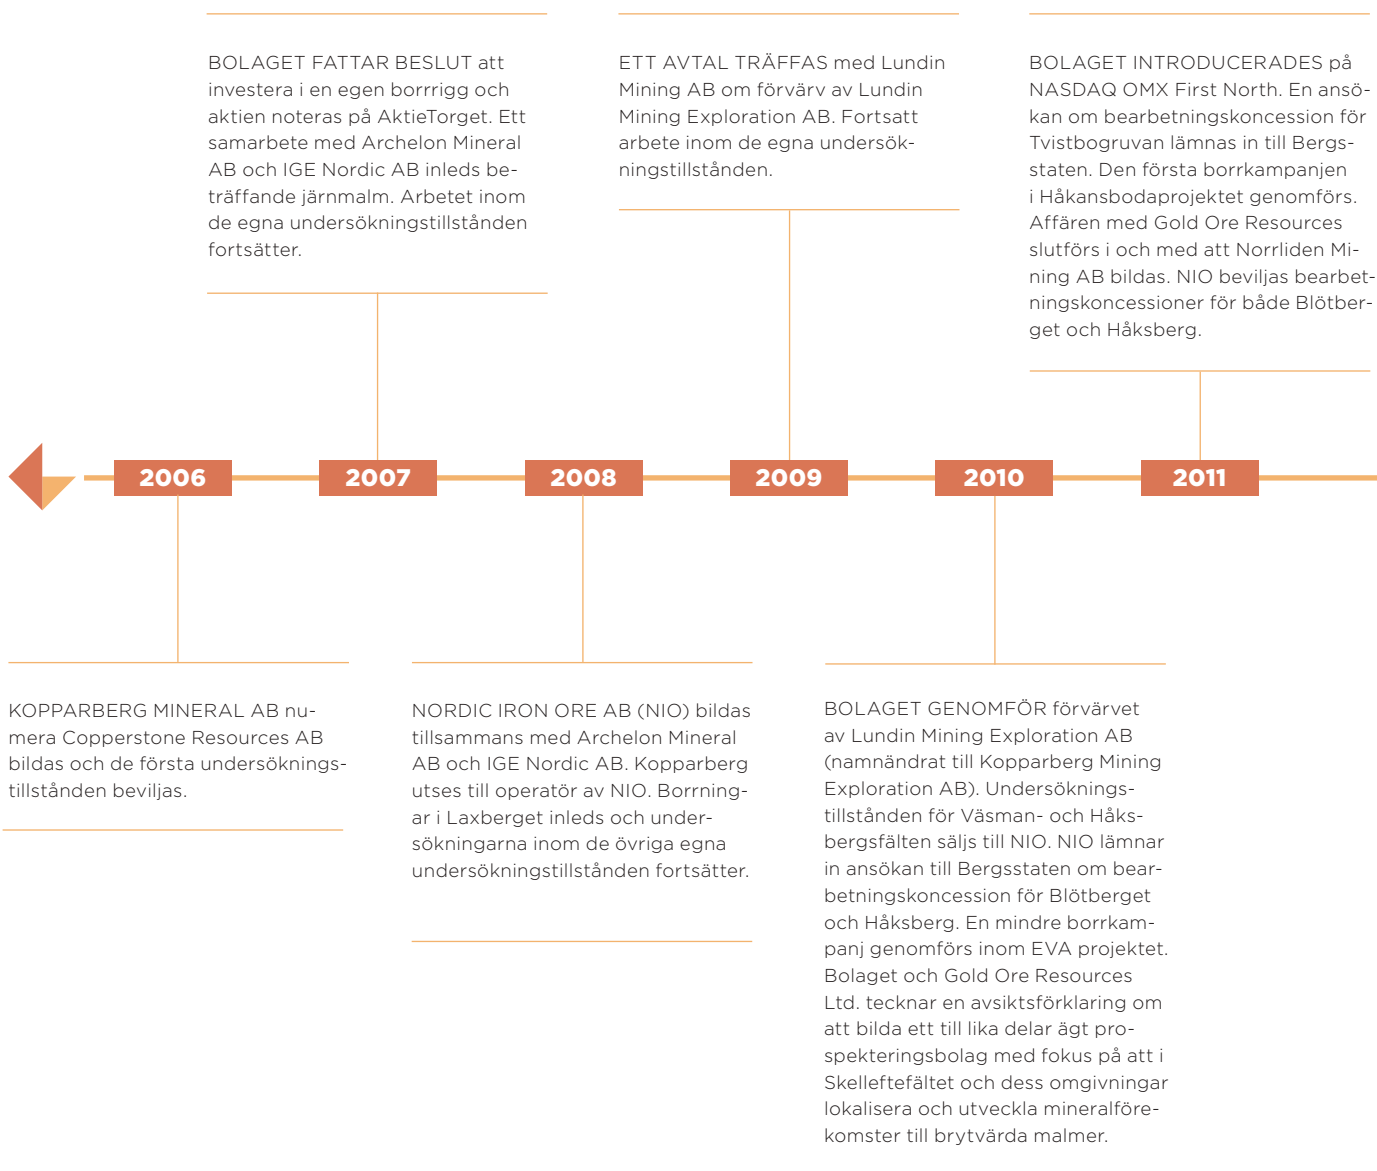 BOLAGET FATTAR BESLUT att
investera i en egen borrrigg och
aktien noteras på AktieTorget. Ett
samarbete med Archelon Mineral
AB och IGE Nordic AB inleds be-
träffande järnmalm. Arbetet inom
de egna undersökningstillstånden
fortsätter.
ETT AVTAL TRÄFFAS med Lundin
Mining AB om förvärv av Lundin
Mining Exploration AB. Fortsatt
arbete inom de egna undersök-
ningstillstånden.
BOLAGET INTRODUCERADES på
NASDAQ OMX First North. En ansö-
kan om bearbetningskoncession för
Tvistbogruvan lämnas in till Bergs-
staten. Den första borrkampanjen
i Håkansbodaprojektet genomförs.
Affären med Gold Ore Resources
slutförs i och med att Norrliden Mi-
ning AB bildas. NIO beviljas bearbet-
ningskoncessioner för både Blötber-
get och Håksberg.
2006
2007
2008
2009
2010
2011
KOPPARBERG MINERAL AB nu-
mera Copperstone Resources AB
bildas och de första undersöknings-
tillstånden beviljas.
NORDIC IRON ORE AB (NIO) bildas
tillsammans med Archelon Mineral
AB och IGE Nordic AB. Kopparberg
utses till operatör av NIO. Borrning-
ar i Laxberget inleds och under-
sökningarna inom de övriga egna
undersökningstillstånden fortsätter.
BOLAGET GENOMFÖR förvärvet
av Lundin Mining Exploration AB
(namnändrat till Kopparberg Mining
Exploration AB). Undersöknings-
tillstånden för Väsman- och Håks-
bergsfälten säljs till NIO. NIO lämnar
in ansökan till Bergsstaten om bear-
betningskoncession för Blötberget
och Håksberg. En mindre borrkam-
panj genomförs inom EVA projektet.
Bolaget och Gold Ore Resources
Ltd. tecknar en avsiktsförklaring om
att bilda ett till lika delar ägt pro-
spekteringsbolag med fokus på att i
Skelleftefältet och dess omgivningar
lokalisera och utveckla mineralföre-
komster till brytvärda malmer.